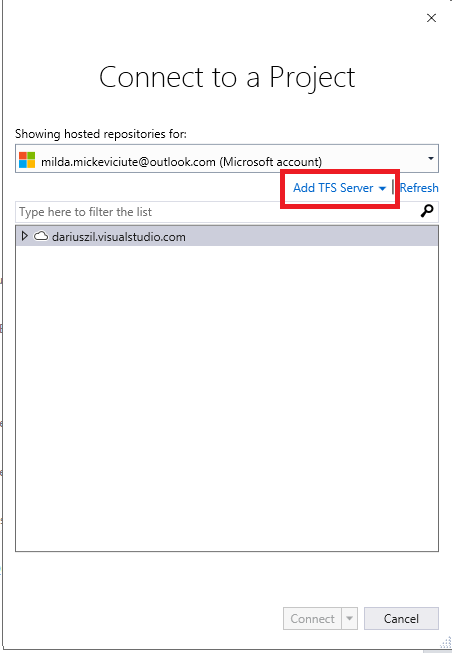 Connect to a Project
Showing hosted repositories for:
milda.mickeviciute@outlook.com (Microsoft account)
Add TFS Server | Refresh
Type here to filter the list
dariuszil.visualstudio.com
Connect Cancel